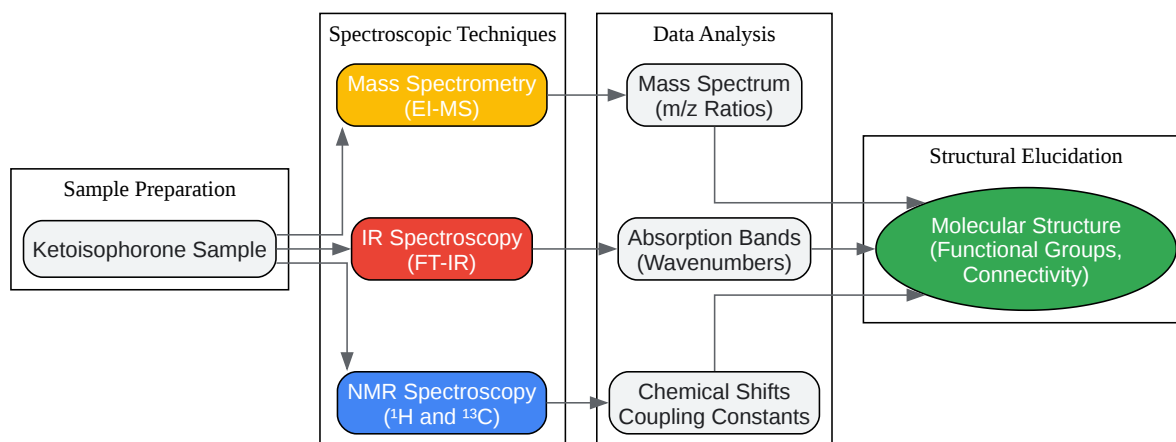 Sample Preparation
Ketoisophorone Sample
Spectroscopic Techniques
Mass Spectrometry
(EI-MS)
IR Spectroscopy
(FT-IR)
NMR Spectroscopy
(¹H and ¹³C)
Data Analysis
Mass Spectrum
(m/z Ratios)
Absorption Bands
(Wavenumbers)
Chemical Shifts
Coupling Constants
Structural Elucidation
Molecular Structure
(Functional Groups,
Connectivity)